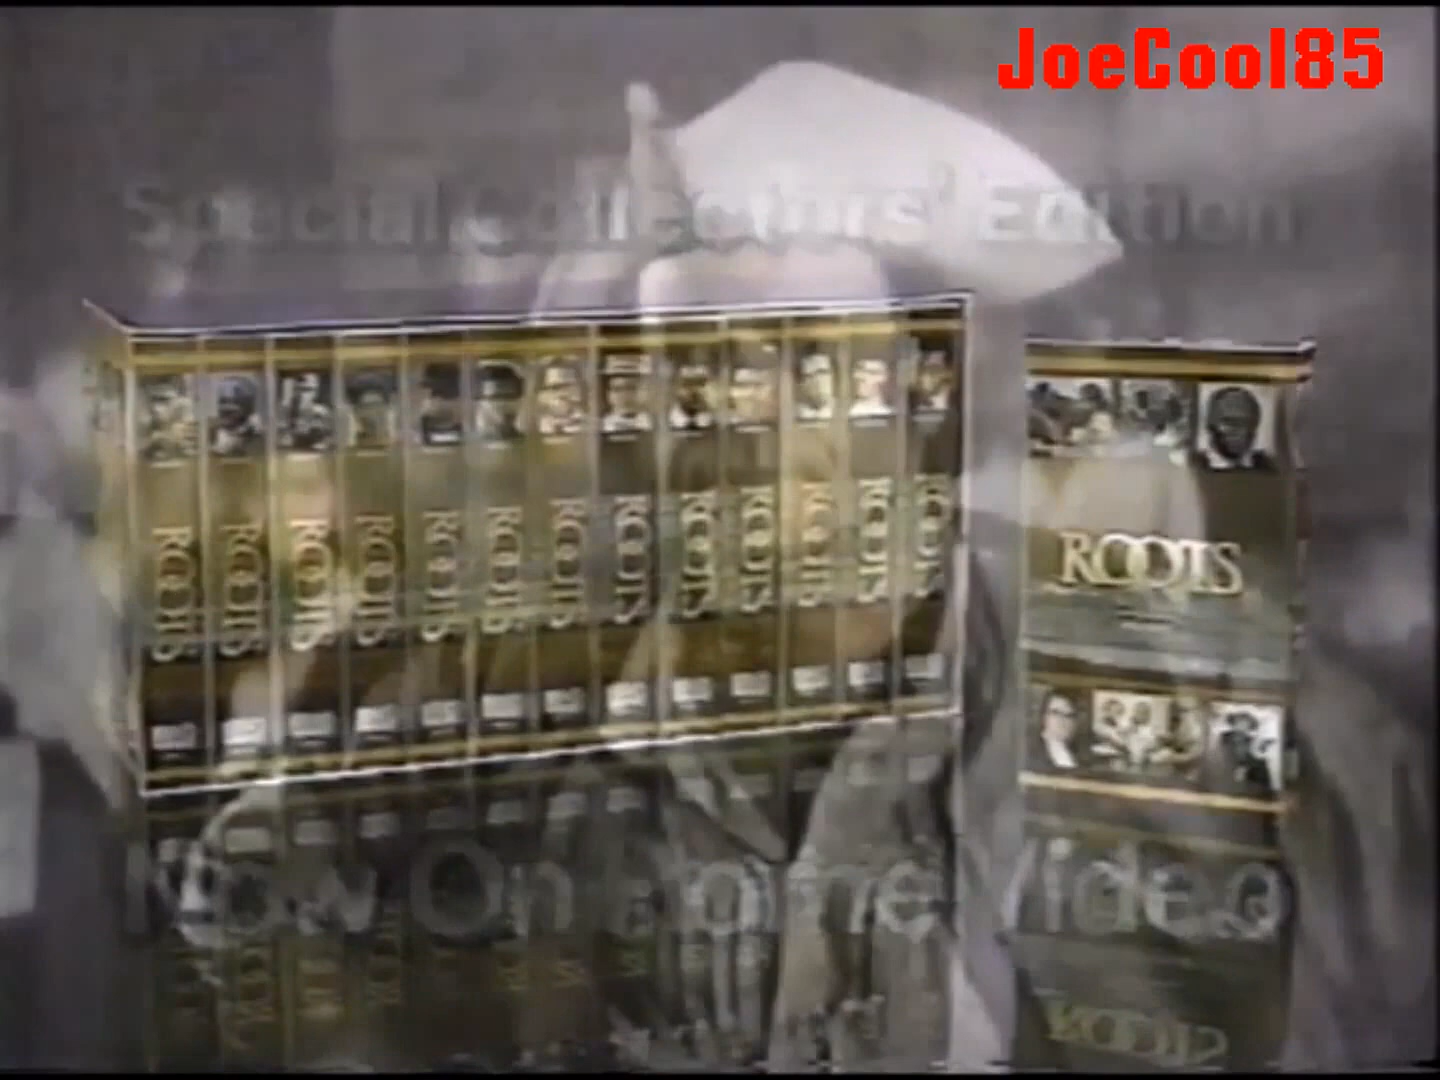 JoeCool85
Special Collectors' Edition
ROOTS ROOTS ROOTS ROOTS ROOTS ROOTS ROOTS ROOTS ROOTS ROOTS ROOTS ROOTS ROOTS
ROOTS
Now On Home Video